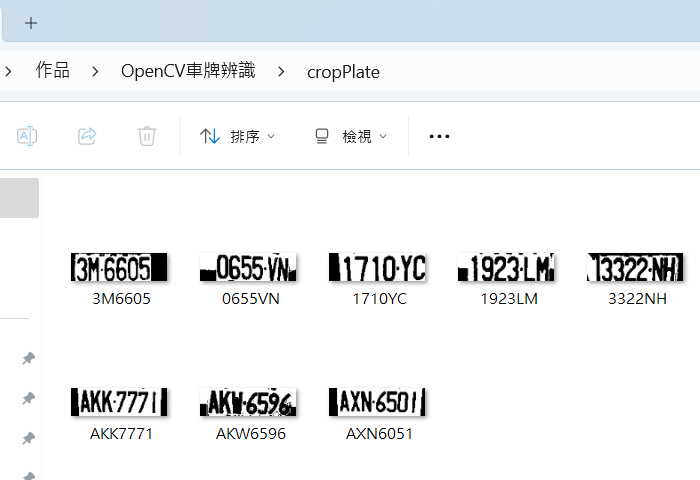 作品 > OpenCV車牌辨識 > cropPlate
排序 檢視
3M·6605 0655·VN 1710·YC 1923·LM 3322·NH
3M6605 0655VN 1710YC 1923LM 3322NH
AKK·7771 AKW·6596 AXN·6501
AKK7771 AKW6596 AXN6051